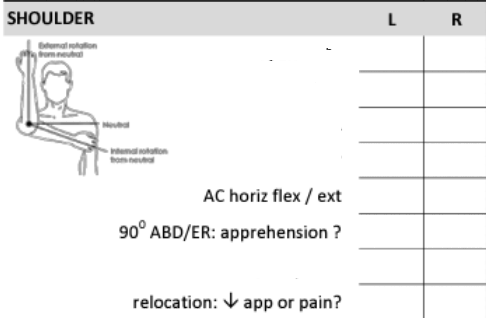 SHOULDER L R
External rotation
from neutral
Neutral
Internal rotation
from neutral
AC horiz flex / ext
90° ABD/ER: apprehension ?
relocation: ↓ app or pain?